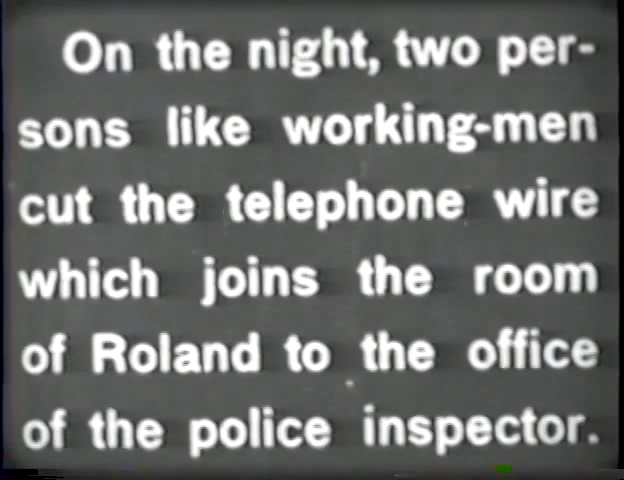 On the night, two per-
sons like working-men
cut the telephone wire
which joins the room
of Roland to the office
of the police inspector.